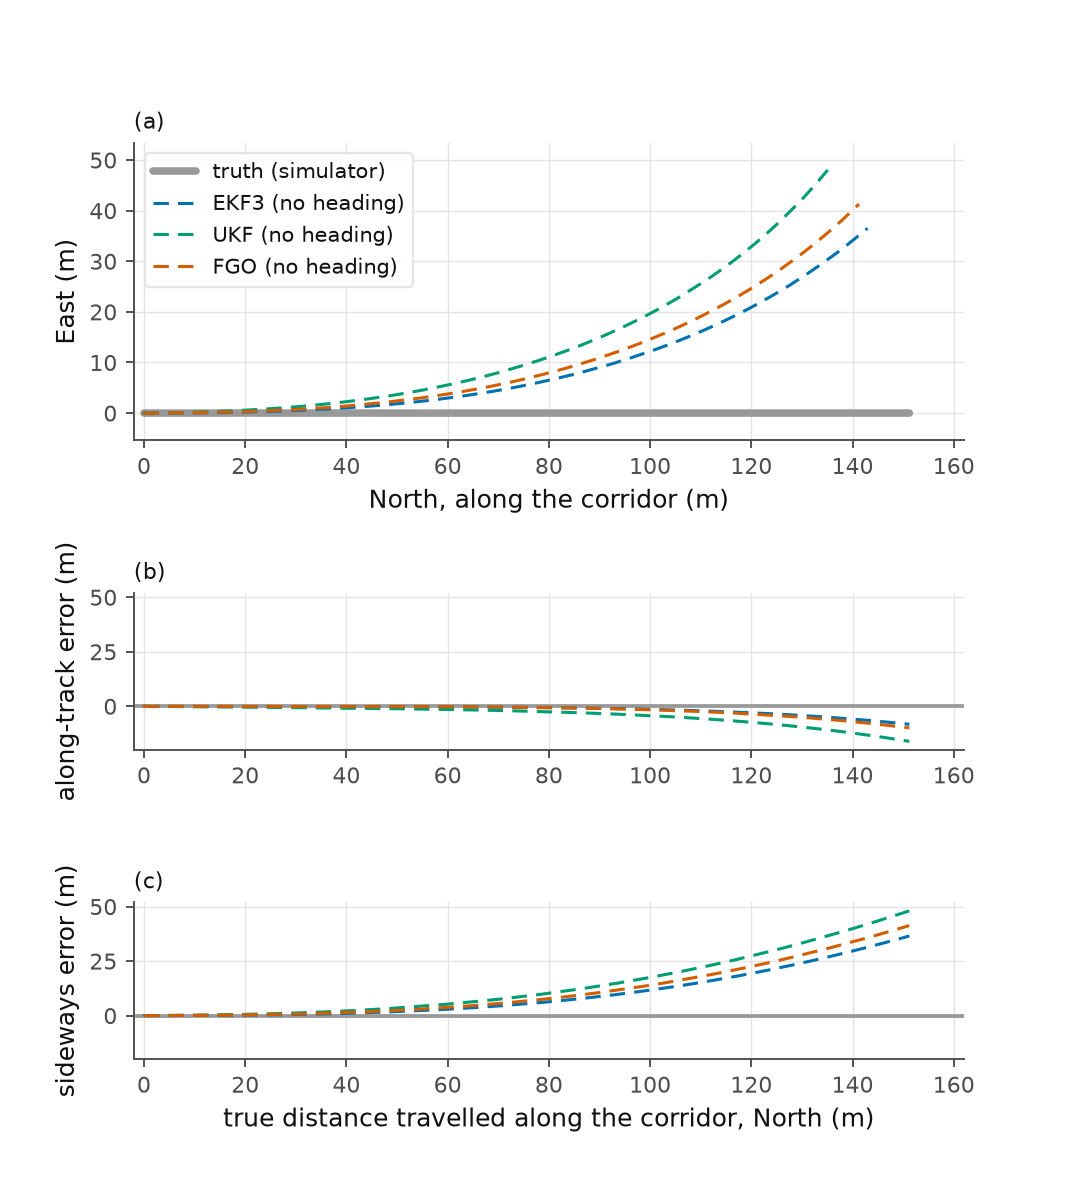 (a)
50
40
30
20
10
0
East (m)
truth (simulator)
EKF3 (no heading)
UKF (no heading)
FGO (no heading)
0 20 40 60 80 100 120 140 160
North, along the corridor (m)
(b)
50
25
0
along-track error (m)
0 20 40 60 80 100 120 140 160
(c)
50
25
0
sideways error (m)
0 20 40 60 80 100 120 140 160
true distance travelled along the corridor, North (m)